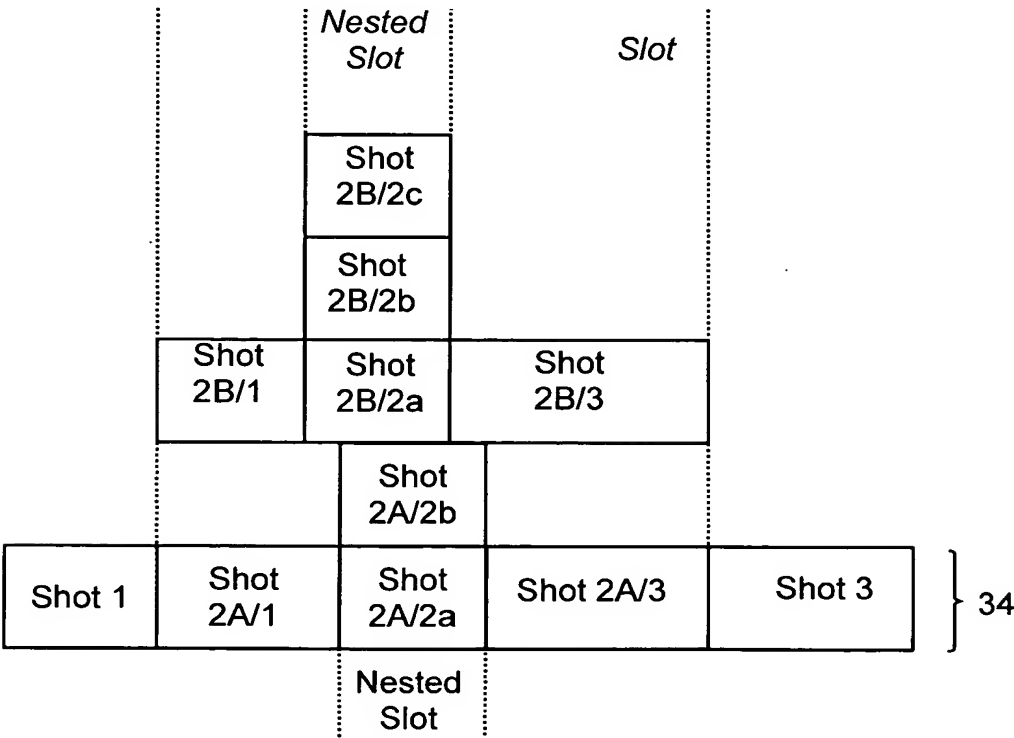 Nested
Slot
Slot
Shot
2B/2c
Shot
2B/2b
Shot
2B/1
Shot
2B/2a
Shot
2B/3
Shot
2A/2b
Shot 1
Shot
2A/1
Shot
2A/2a
Shot 2A/3
Shot 3
34
Nested
Slot